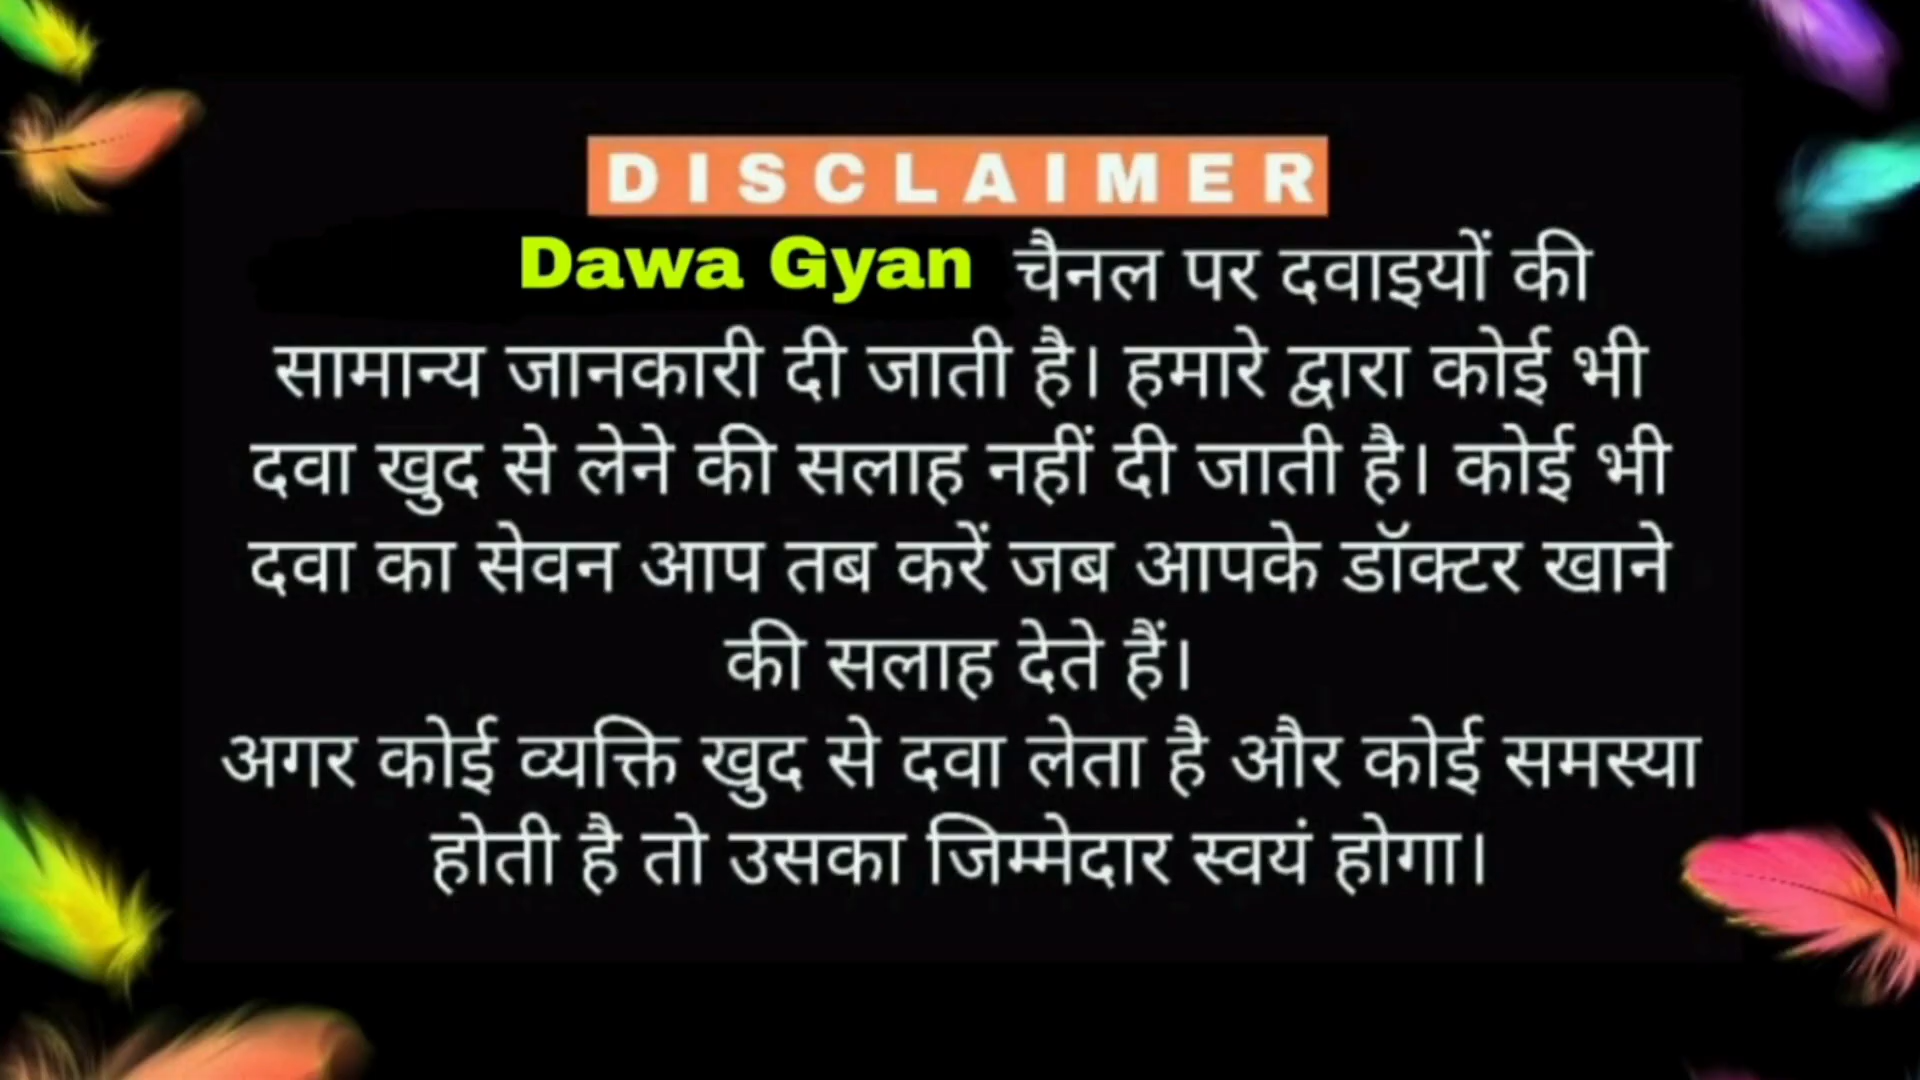 DISCLAIMER
Dawa Gyan चैनल पर दवाइयों की
सामान्य जानकारी दी जाती है। हमारे द्वारा कोई भी
दवा खुद से लेने की सलाह नहीं दी जाती है। कोई भी
दवा का सेवन आप तब करें जब आपके डॉक्टर खाने
की सलाह देते हैं।
अगर कोई व्यक्ति खुद से दवा लेता है और कोई समस्या
होती है तो उसका जिम्मेदार स्वयं होगा।